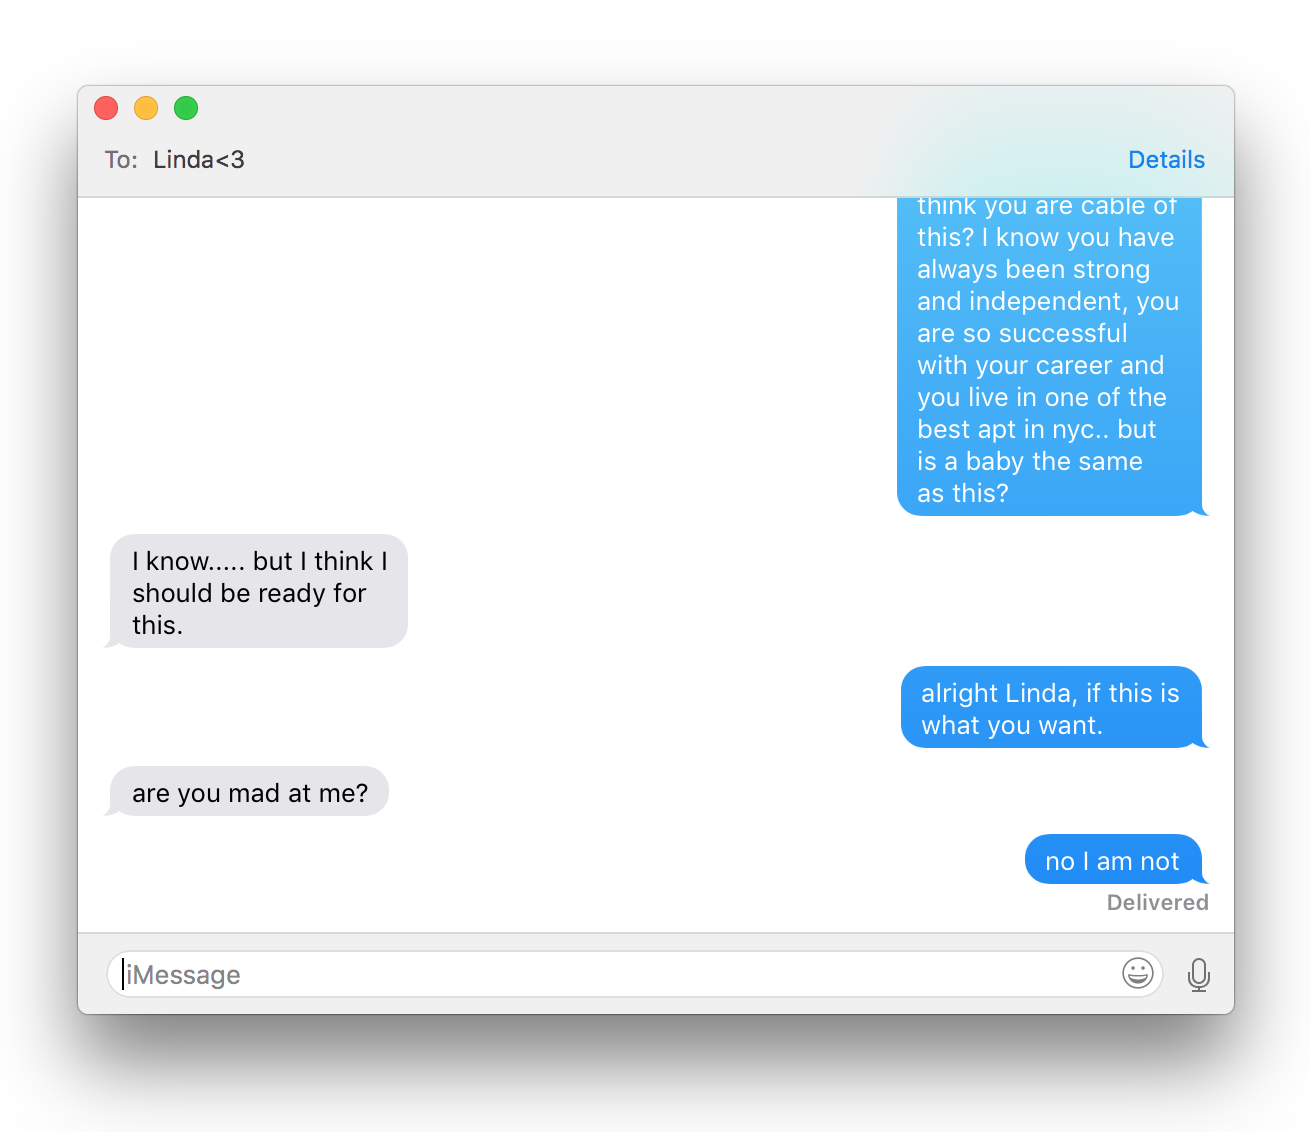 To: Linda<3
Details
think you are cable of
this? I know you have
always been strong
and independent, you
are so successful
with your career and
you live in one of the
best apt in nyc.. but
is a baby the same
as this?
I know..... but I think I
should be ready for
this.
alright Linda, if this is
what you want.
are you mad at me?
no I am not
Delivered
iMessage